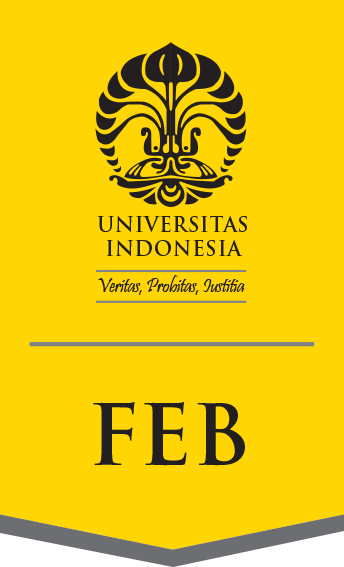 UNIVERSITAS
INDONESIA
Veritas, Probitas, Iustitia
FEB